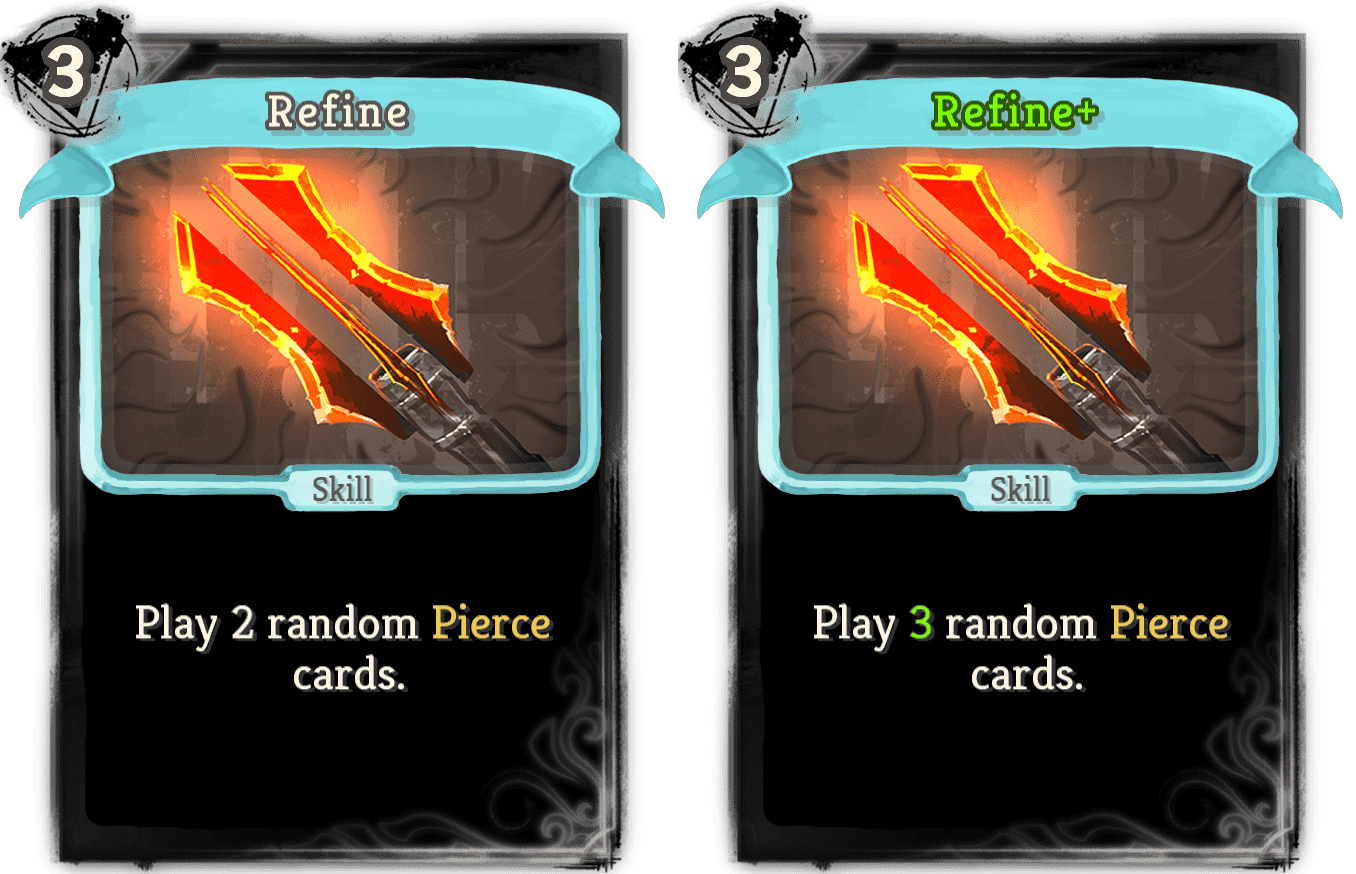 3
Refine
Skill
Play 2 random Pierce
cards.
3
Refine+
Skill
Play 3 random Pierce
cards.